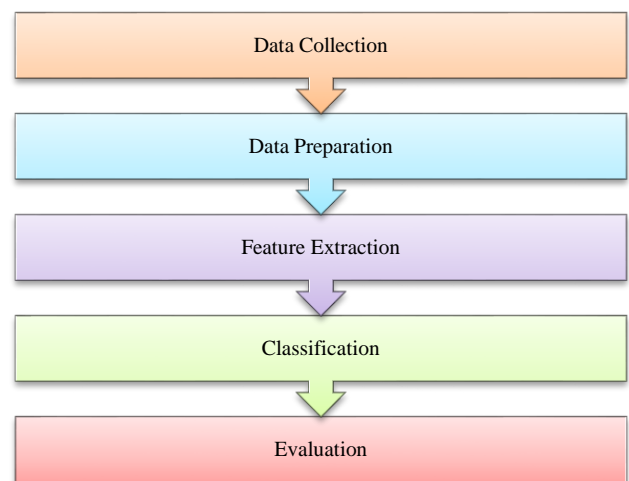 Data Collection
Data Preparation
Feature Extraction
Classification
Evaluation